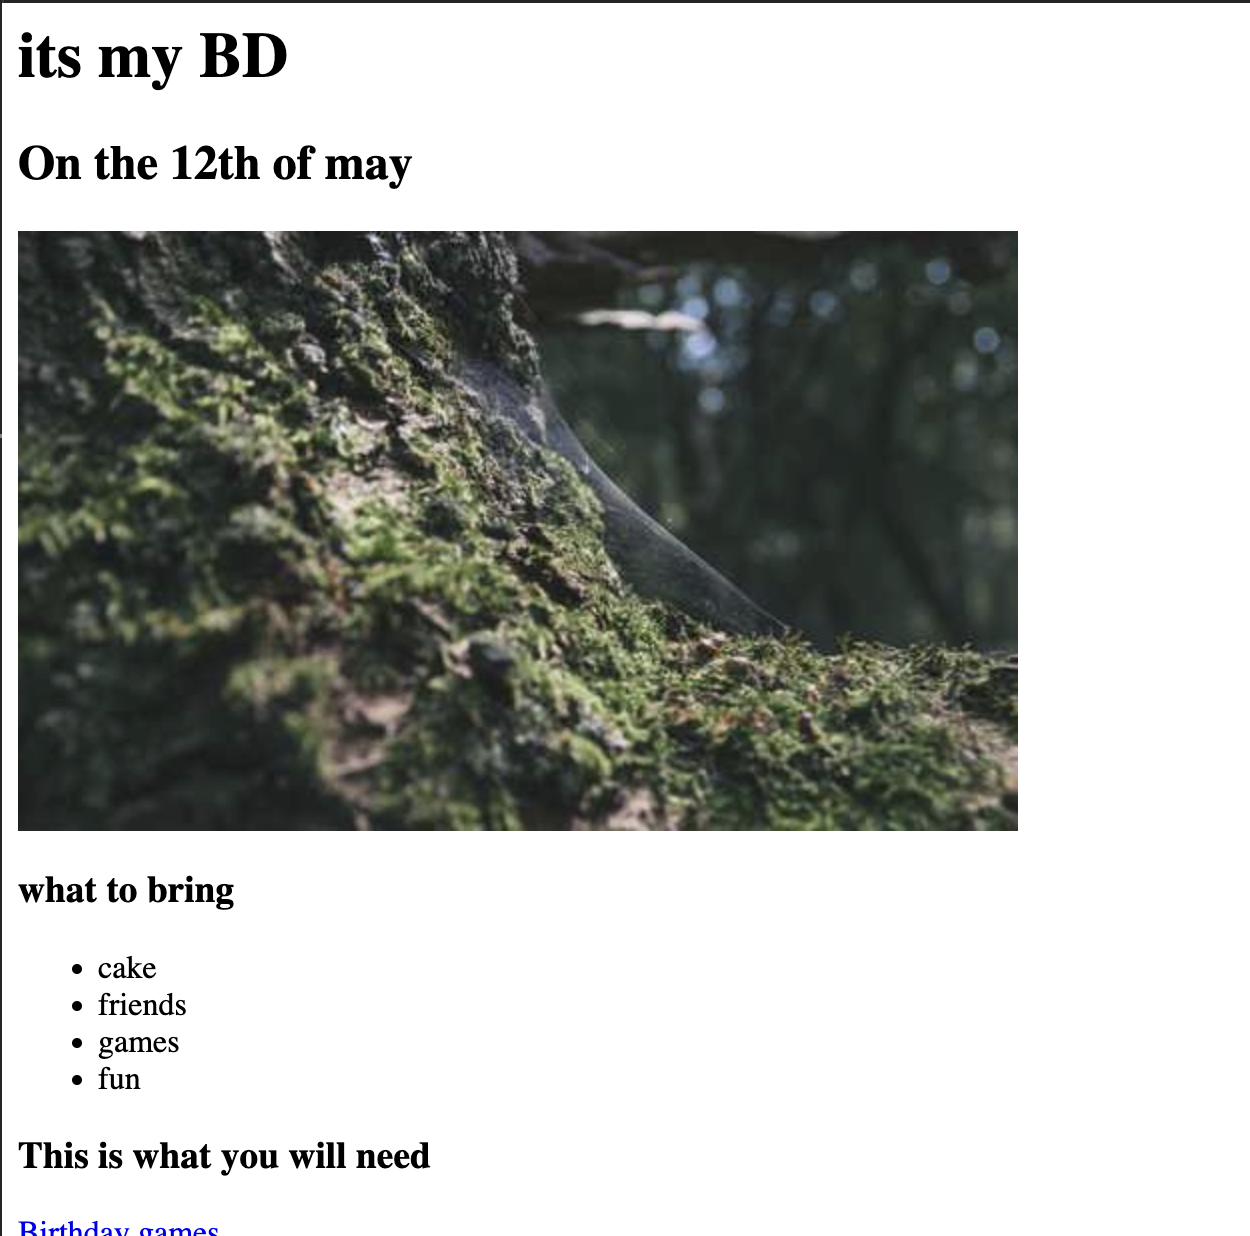 its my BD
On the 12th of may
what to bring
cake
friends
games
fun
This is what you will need
Birthday games